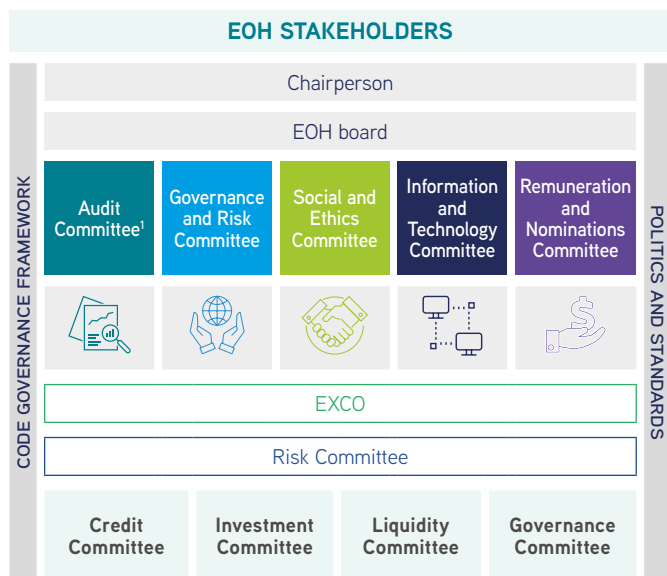 EOH STAKEHOLDERS
CODE GOVERNANCE FRAMEWORK
Chairperson
EOH board
Audit
Committee¹
Governance
and Risk
Committee
Social and
Ethics
Committee
Information
and
Technology
Committee
Remuneration
and
Nominations
Committee
EXCO
Risk Committee
Credit
Committee
Investment
Committee
Liquidity
Committee
Governance
Committee
POLITICS AND STANDARDS